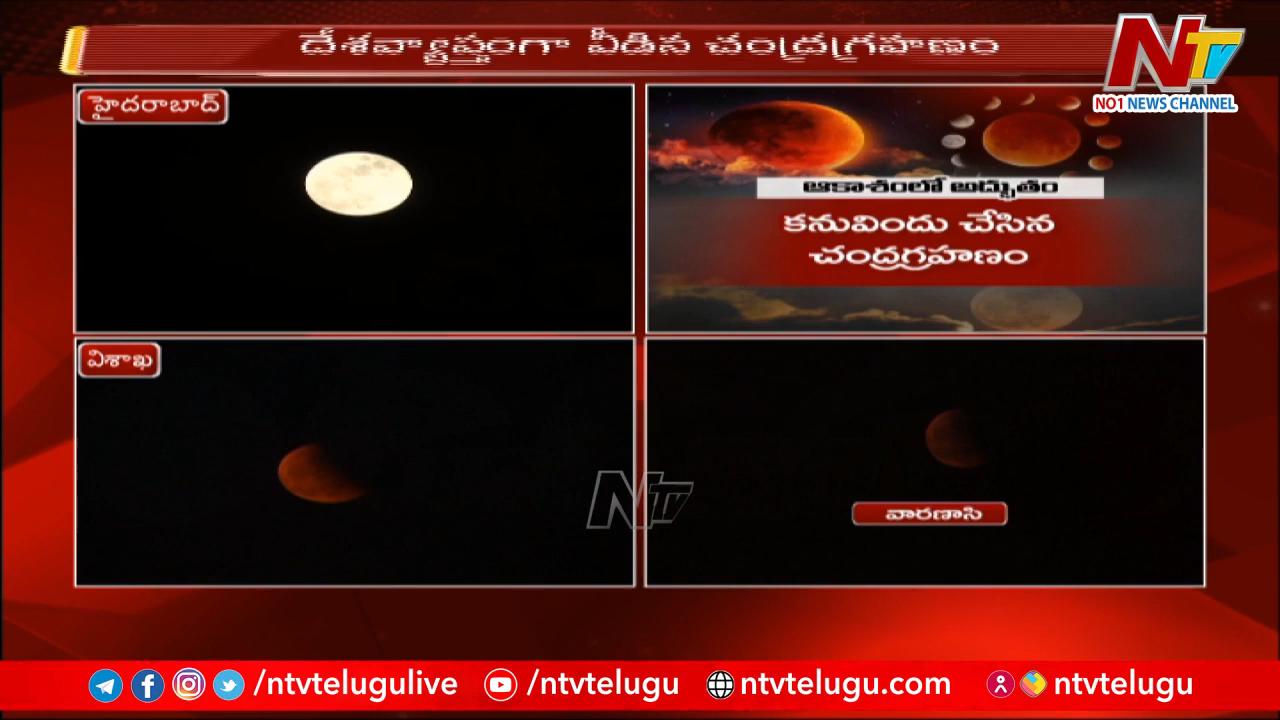 దేశవ్యాప్తంగా వీడిన చంద్రగ్రహణం
NTV
NO1 NEWS CHANNEL
హైదరాబాద్
ఆకాశంలో అద్భుతం
కనువిందు చేసిన
చంద్రగ్రహణం
విశాఖ
NTV
వారణాసి
/ntvtelugulive
/ntvtelugu
ntvtelugu.com
ntvtelugu